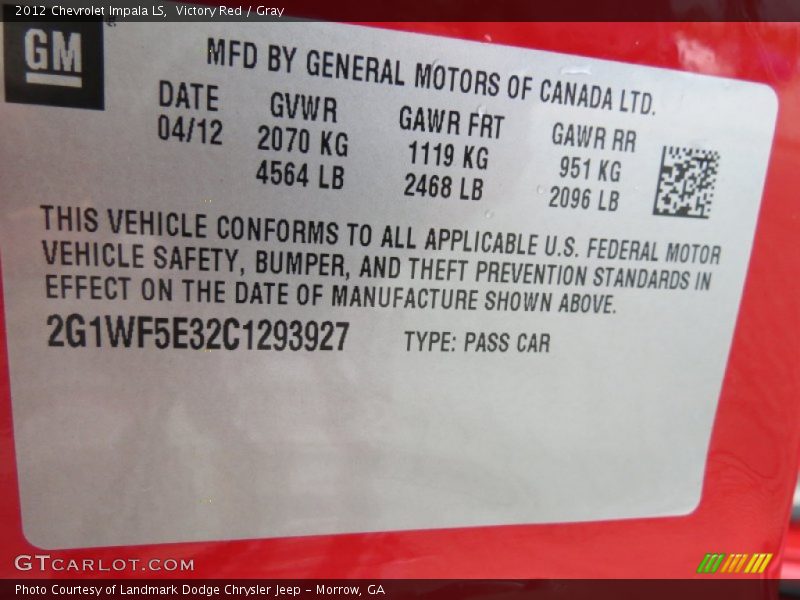 2012 Chevrolet Impala LS, Victory Red / Gray
GM
MFD BY GENERAL MOTORS OF CANADA LTD.
DATE GVWR GAWR FRT GAWR RR
04/12 2070 KG 1119 KG 951 KG
4564 LB 2468 LB 2096 LB
THIS VEHICLE CONFORMS TO ALL APPLICABLE U.S. FEDERAL MOTOR
VEHICLE SAFETY, BUMPER, AND THEFT PREVENTION STANDARDS IN
EFFECT ON THE DATE OF MANUFACTURE SHOWN ABOVE.
2G1WF5E32C1293927 TYPE: PASS CAR
GTCARLOT.COM
Photo Courtesy of Landmark Dodge Chrysler Jeep - Morrow, GA